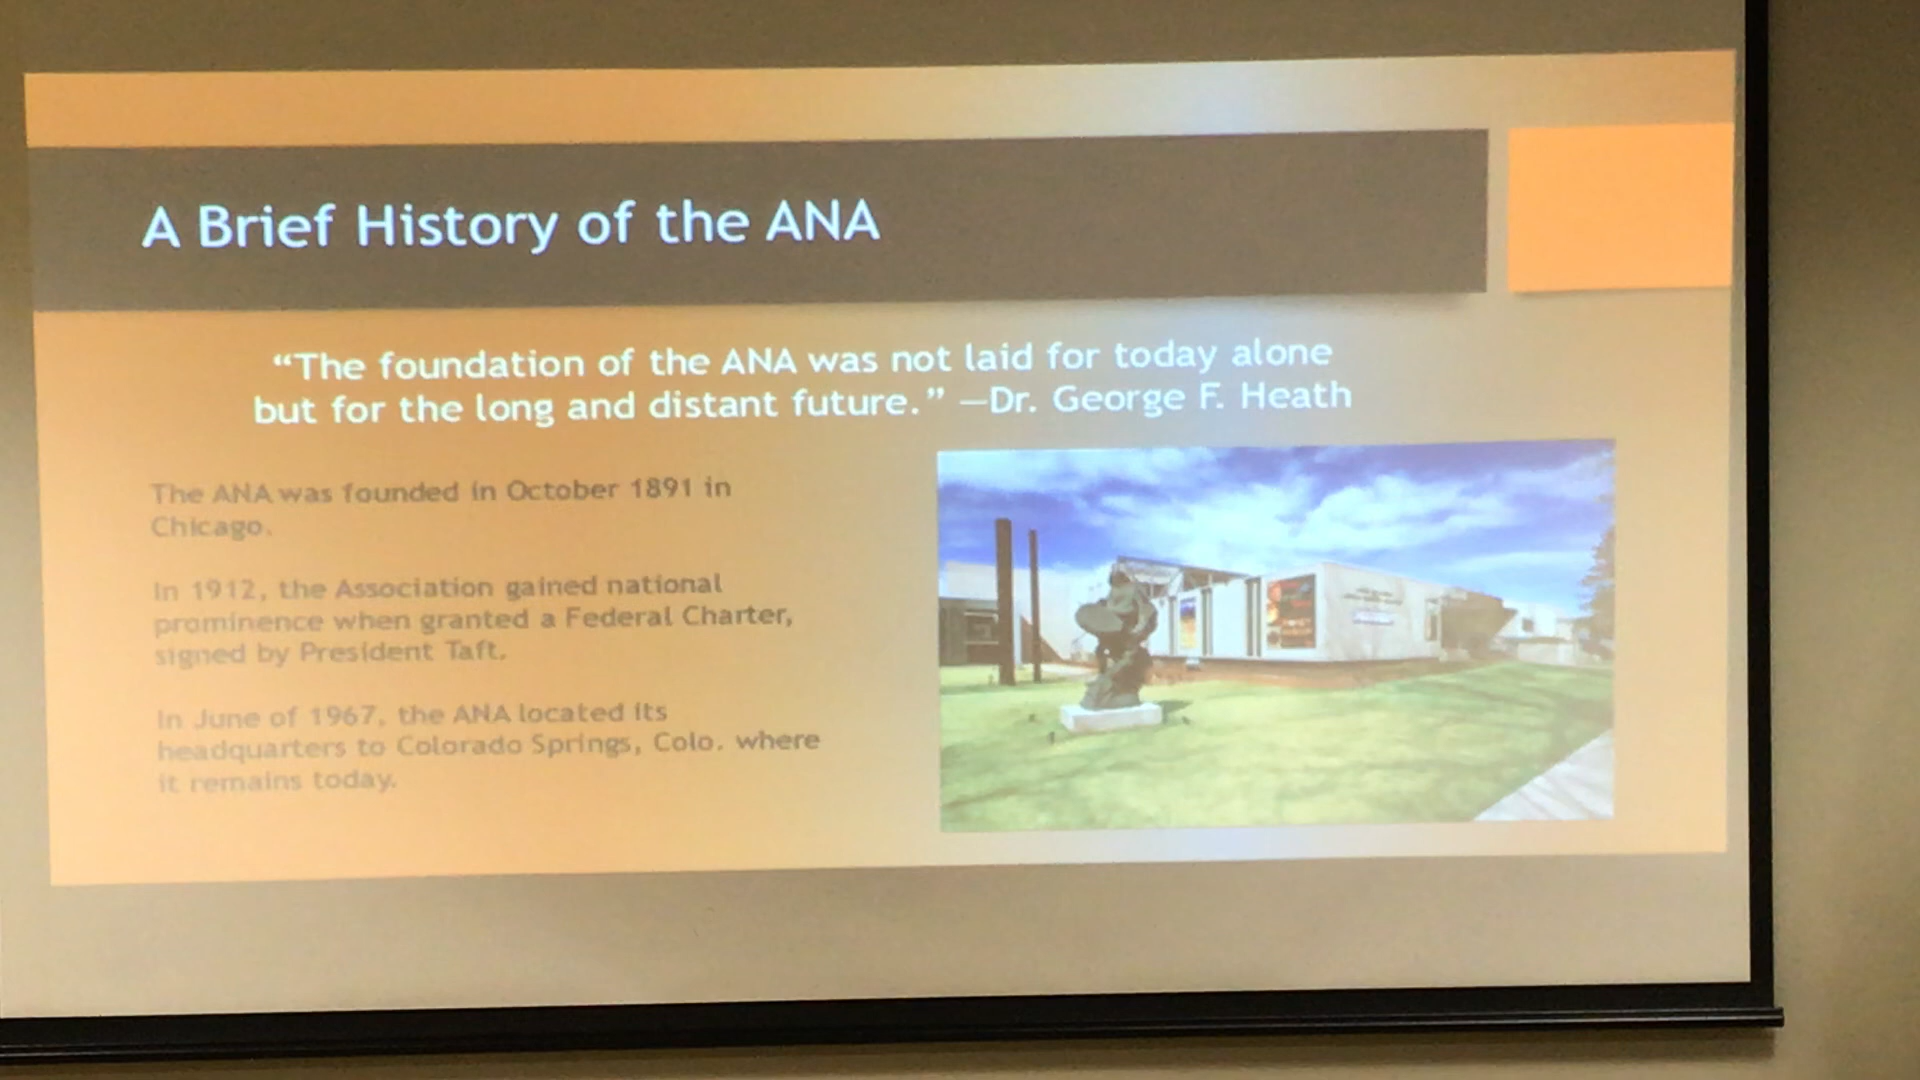 A Brief History of the ANA
“The foundation of the ANA was not laid for today alone
but for the long and distant future.” —Dr. George F. Heath
The ANA was founded in October 1891 in
Chicago.
In 1912, the Association gained national
prominence when granted a Federal Charter,
signed by President Taft.
In June of 1967, the ANA located its
headquarters to Colorado Springs, Colo. where
it remains today.